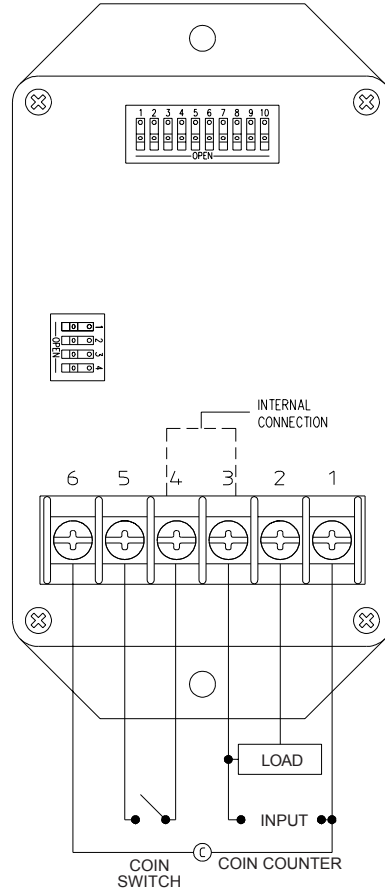 1 2 3 4 5 6 7 8 9 10
OPEN
1
2
3
4
OPEN
INTERNAL
CONNECTION
6 5 4 3 2 1
LOAD
INPUT
C
COIN COUNTER
COIN
SWITCH